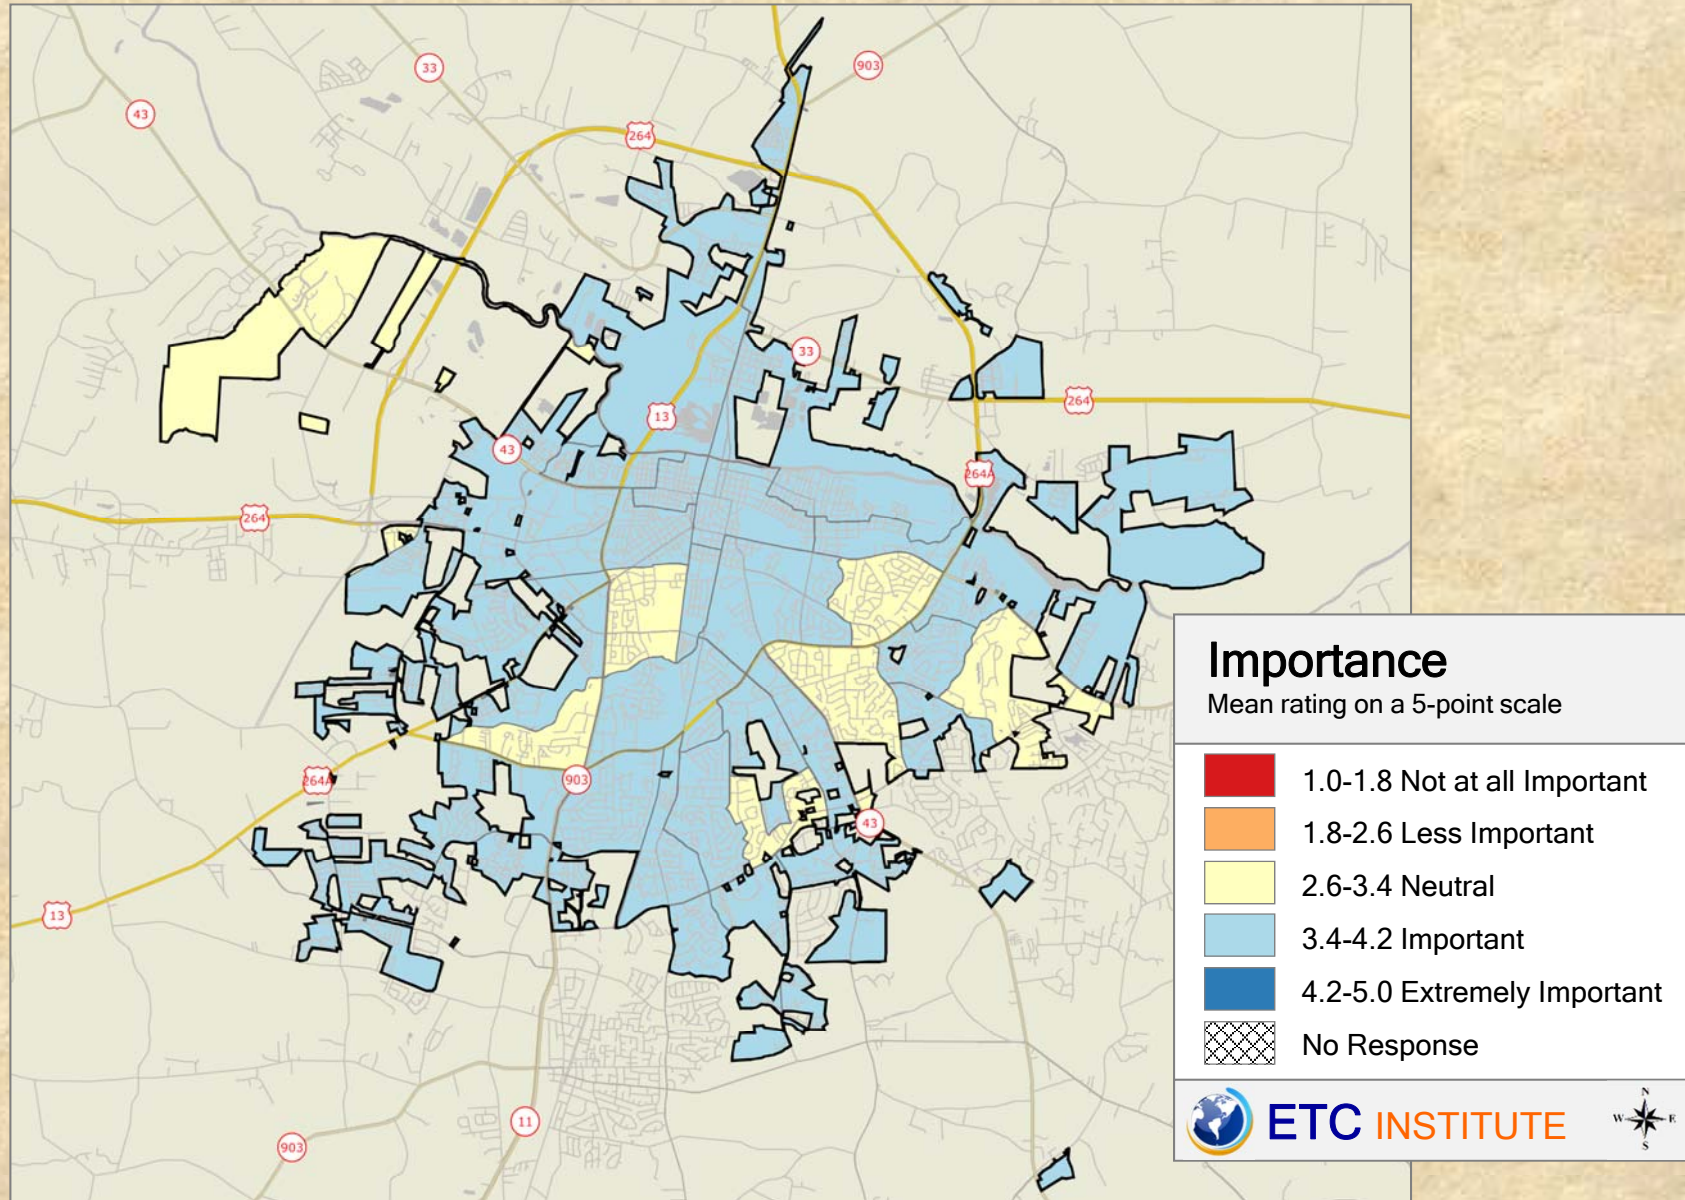 33
903
43
264
33
264
13
43
264A
264
903
264A
43
13
11
903
Importance
Mean rating on a 5-point scale
1.0-1.8 Not at all Important
1.8-2.6 Less Important
2.6-3.4 Neutral
3.4-4.2 Important
4.2-5.0 Extremely Important
No Response
ETC INSTITUTE
N
W E
S